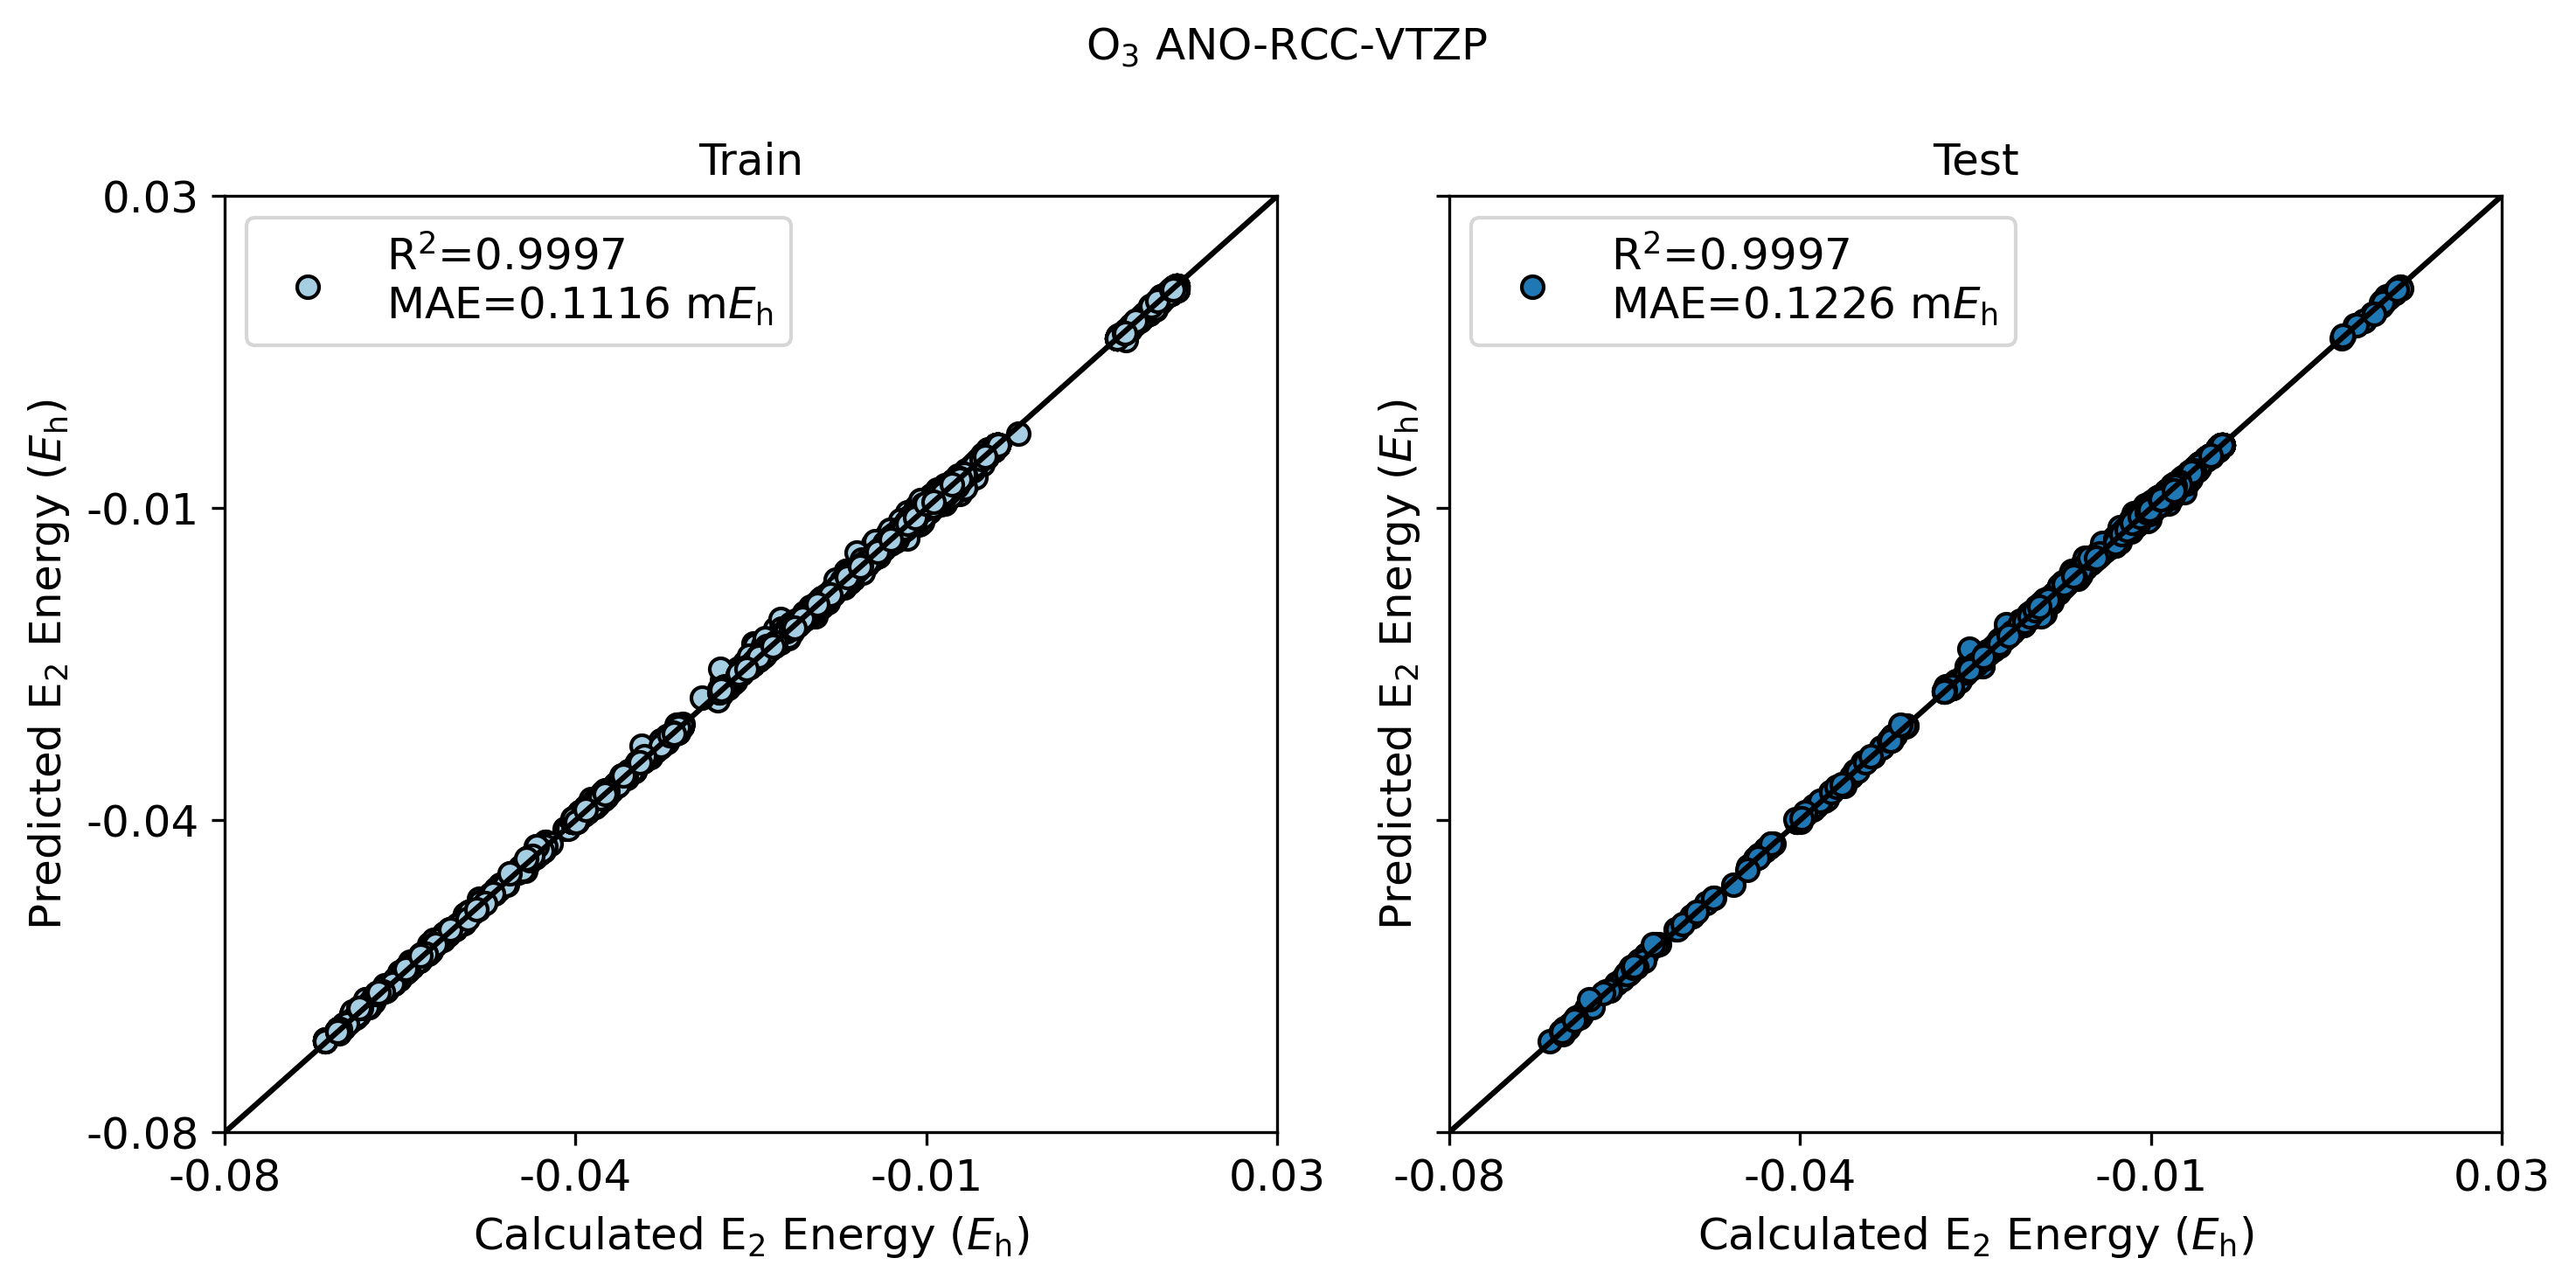 O₃ ANO-RCC-VTZP
Train
0.03
-0.01
-0.04
-0.08
Predicted E₂ Energy (Eₕ)
R²=0.9997
MAE=0.1116 mEₕ
-0.08
-0.04
-0.01
0.03
Calculated E₂ Energy (Eₕ)
Test
Predicted E₂ Energy (Eₕ)
R²=0.9997
MAE=0.1226 mEₕ
-0.08
-0.04
-0.01
0.03
Calculated E₂ Energy (Eₕ)